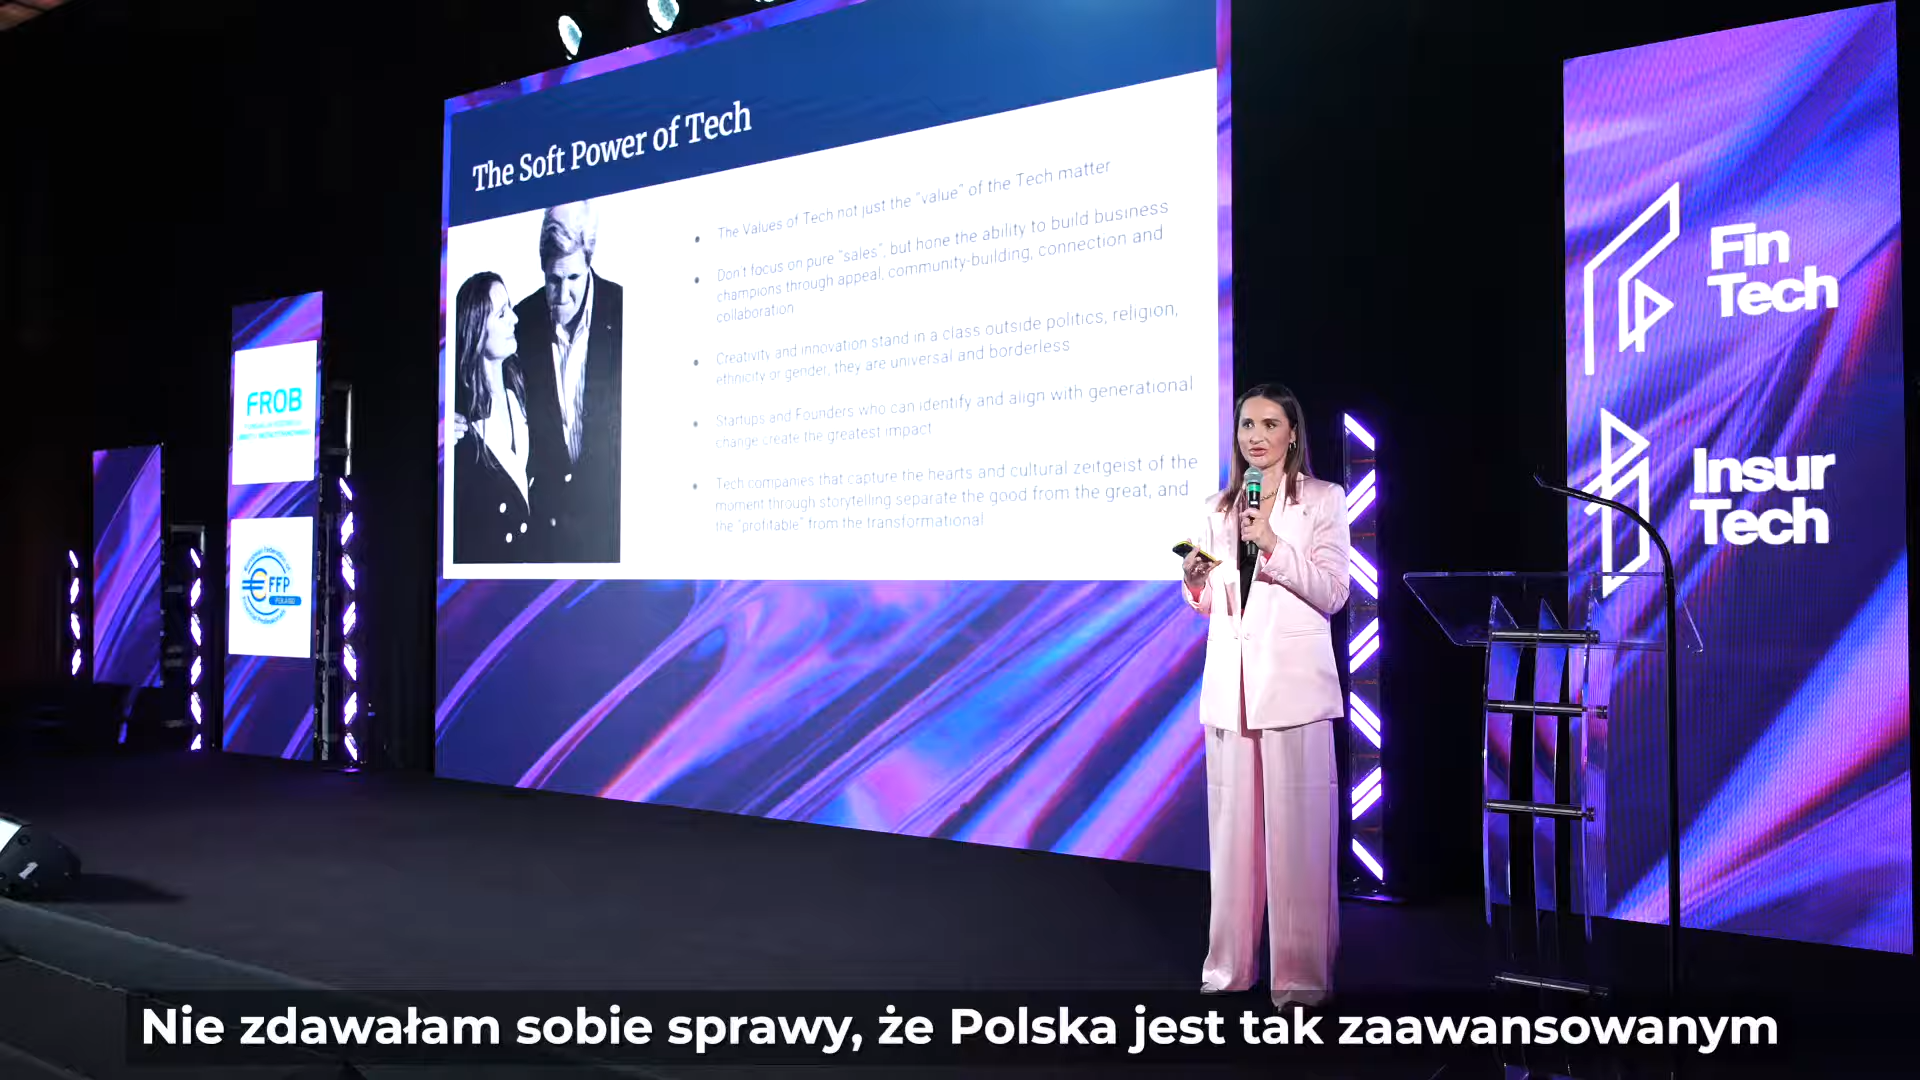 The Soft Power of Tech
The Values of Tech not just the "value" of the Tech matter
Don't focus on pure "sales", but hone the ability to build business
champions through appeal, community-building, connection and
collaboration
Creativity and innovation stand in a class outside politics, religion,
ethnicity or gender, they are universal and borderless
Startups and Founders who can identify and align with generational
change create the greatest impact
Tech companies that capture the hearts and cultural zeitgeist of the
moment through storytelling separate the good from the great, and
the "profitable" from the transformational
FROB
€FFP
POLAND
Fin
Tech
Insur
Tech
1
Nie zdawałam sobie sprawy, że Polska jest tak zaawansowanym